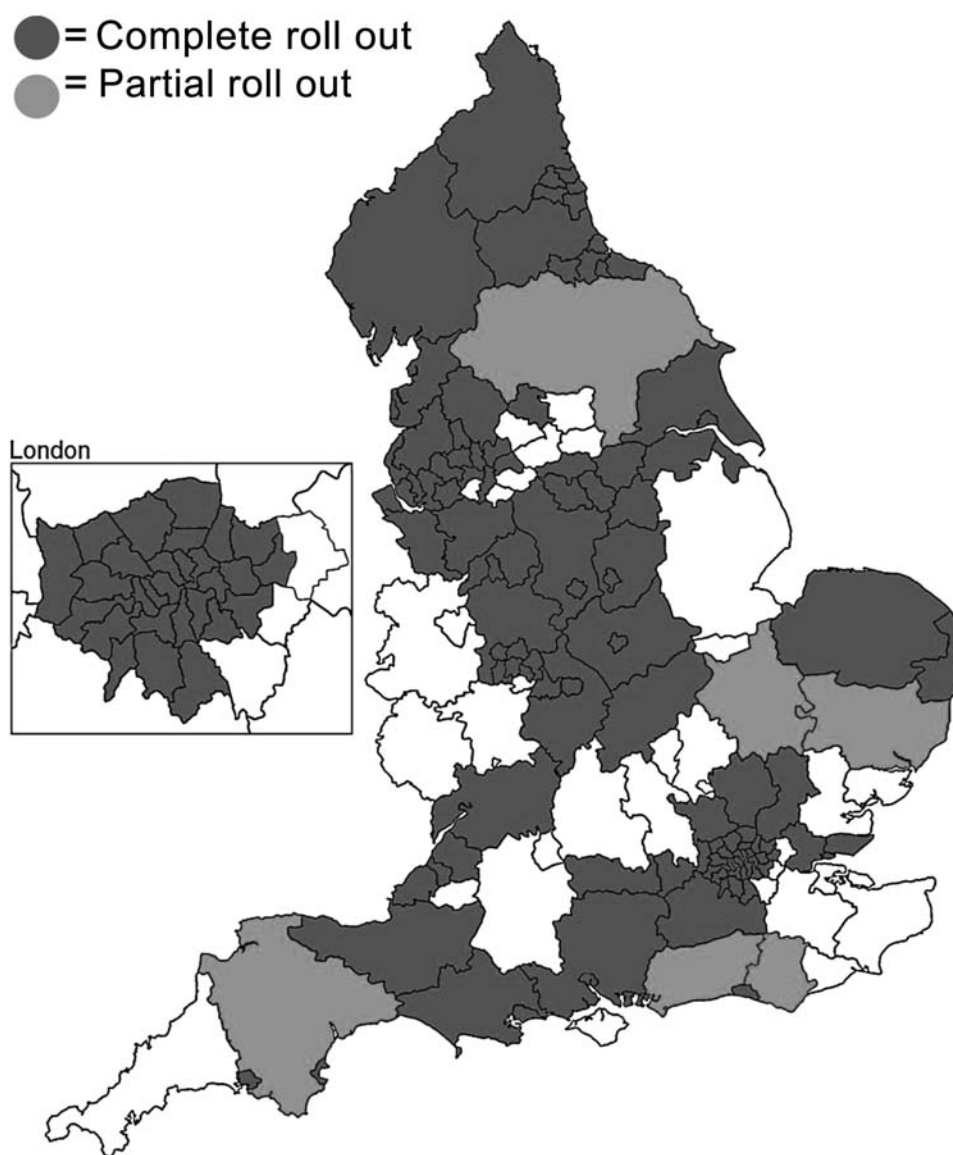 = Complete roll out
= Partial roll out
London